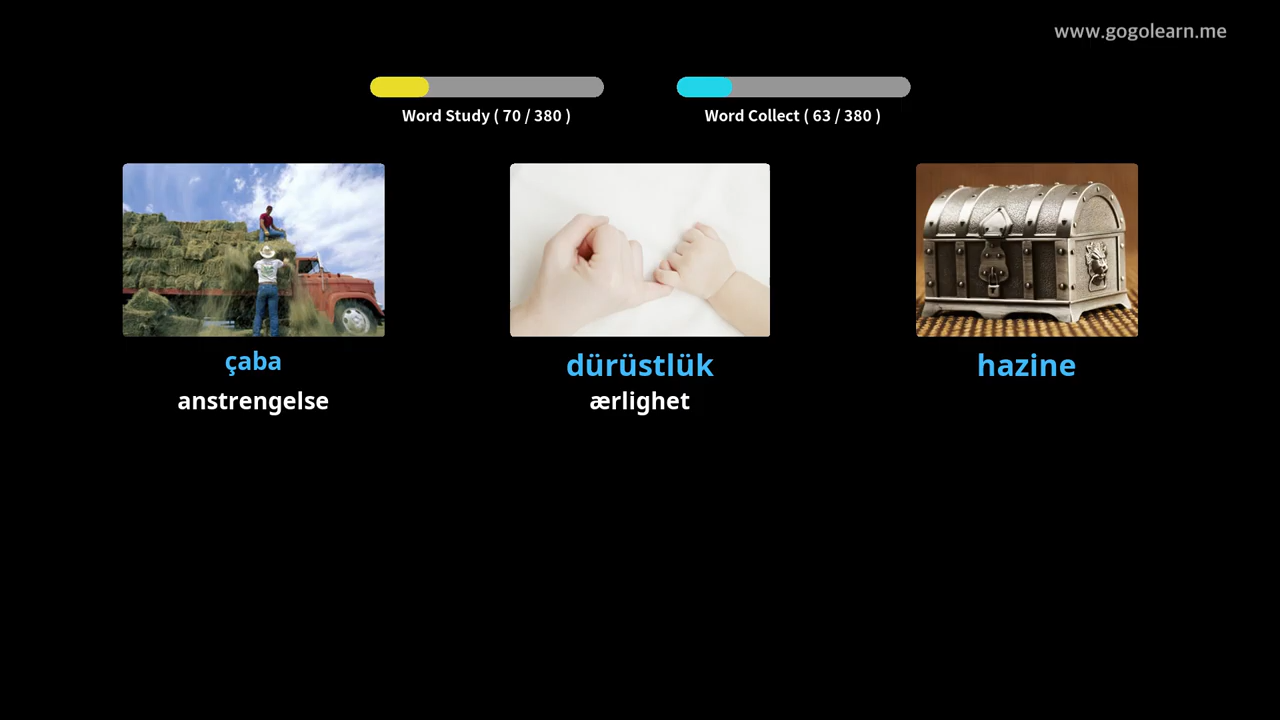 www.gogolearn.me
Word Study ( 70 / 380 )
Word Collect ( 63 / 380 )
çaba
dürüstlük
hazine
anstrengelse
ærlighet